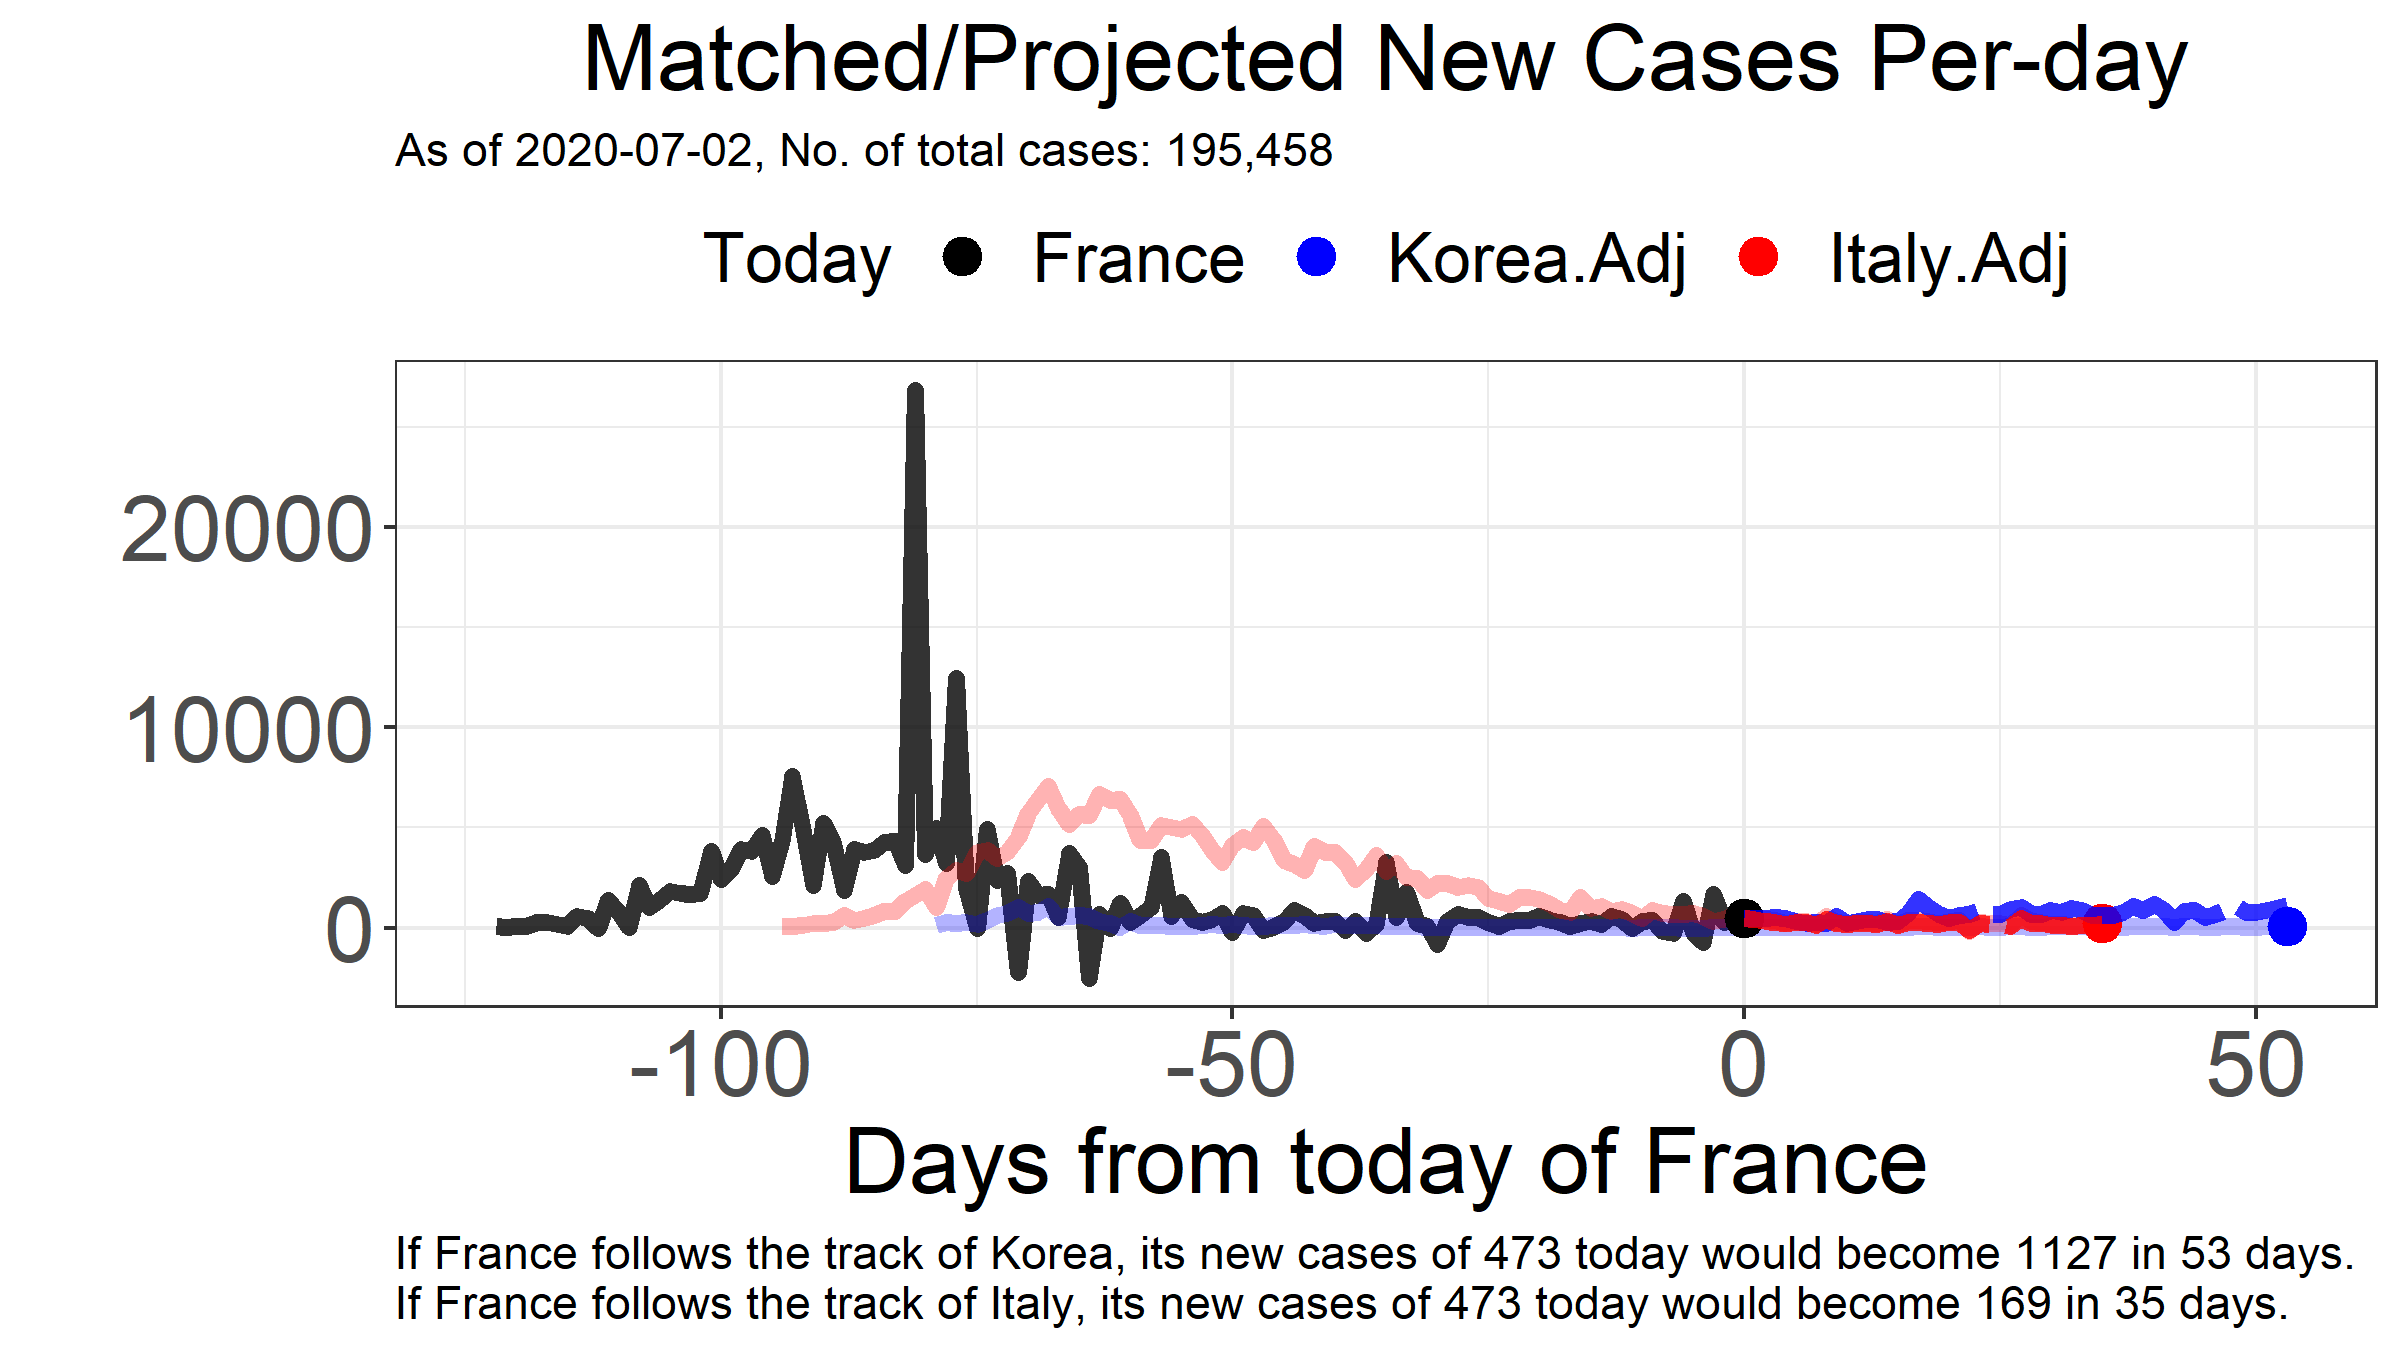 Matched/Projected New Cases Per-day
As of 2020-07-02, No. of total cases: 195,458
Today France Korea.Adj Italy.Adj
20000
10000
0
-100 -50 0 50
Days from today of France
If France follows the track of Korea, its new cases of 473 today would become 1127 in 53 days.
If France follows the track of Italy, its new cases of 473 today would become 169 in 35 days.